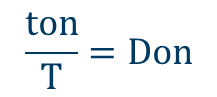 ton
T
= Don